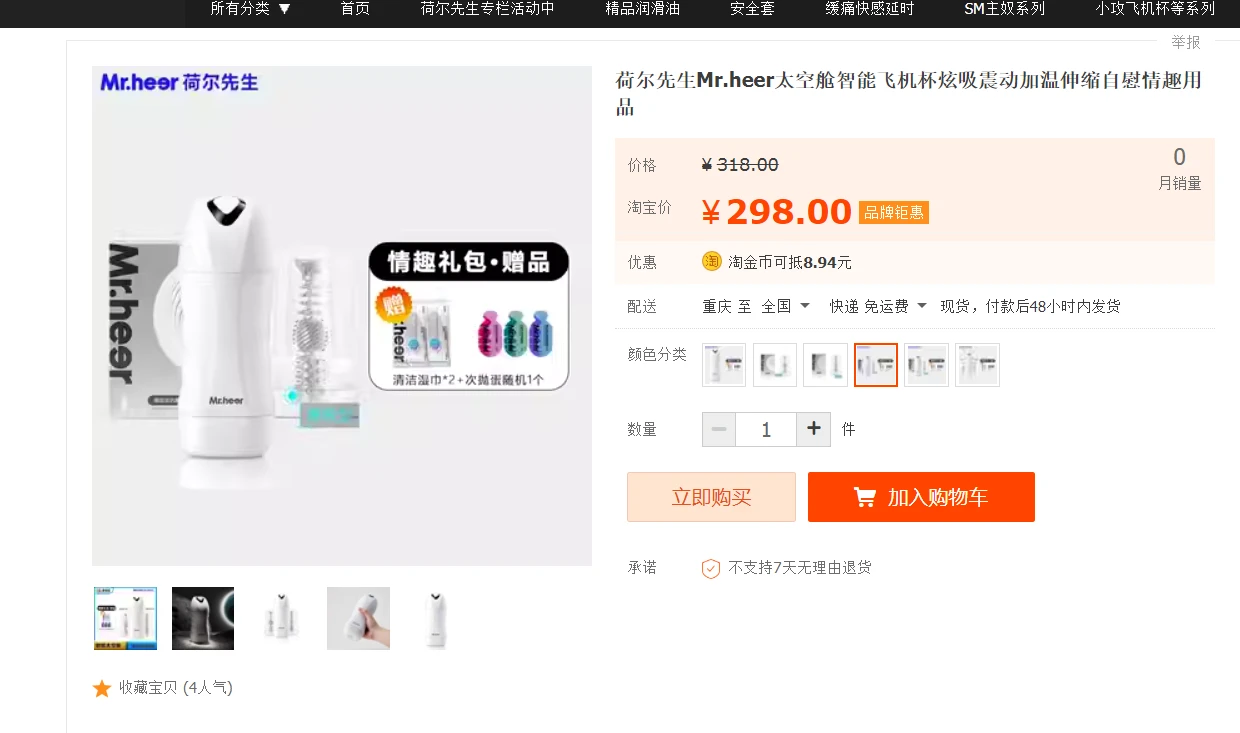 所有分类 ▼ 首页 荷尔先生专栏活动中 精品润滑油 安全套 缓痛快感延时 SM主奴系列 小攻飞机杯等系列
举报
Mr.heer 荷尔先生
Mr.heer
Mr.heer
情趣礼包·赠品
赠
heer
清洁湿巾*2+次抛蛋随机1个
荷尔先生Mr.heer太空舱智能飞机杯炫吸震动加温伸缩自慰情趣用
品
价格 ¥ 318.00
0
月销量
淘宝价 ¥ 298.00 品牌钜惠
优惠 淘 淘金币可抵8.94元
配送 重庆 至 全国 快递 免运费 现货，付款后48小时内发货
颜色分类
数量 1 件
立即购买 加入购物车
承诺 不支持7天无理由退货
收藏宝贝 (4人气)